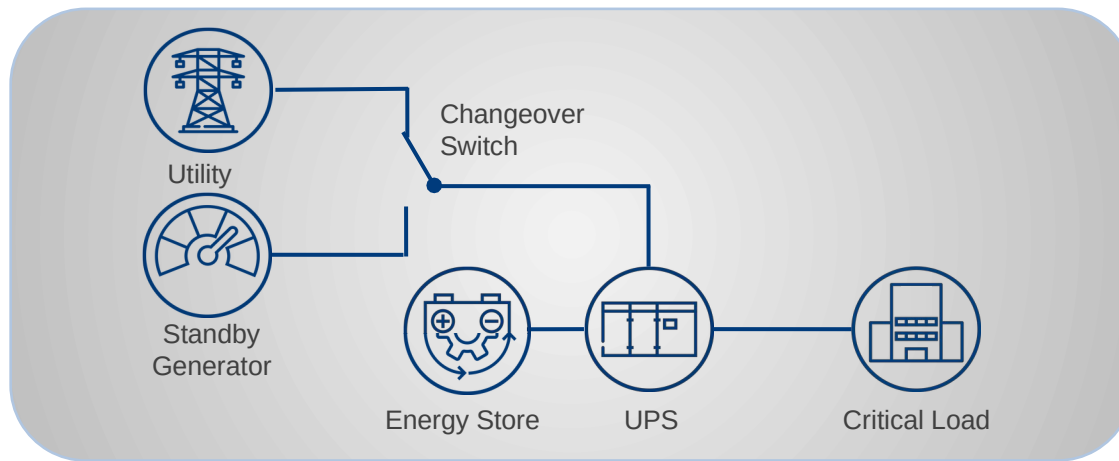 Changeover
Switch
Utility
Standby
Generator
Energy Store
UPS
Critical Load